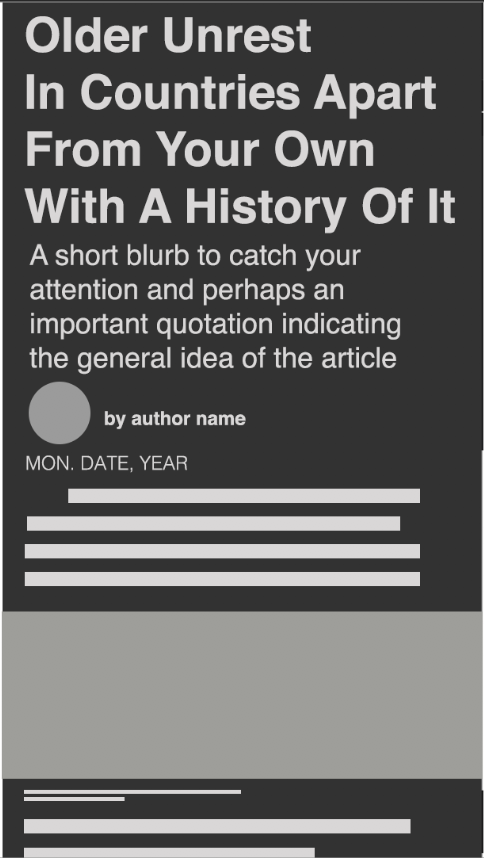 Older Unrest
In Countries Apart
From Your Own
With A History Of It
A short blurb to catch your
attention and perhaps an
important quotation indicating
the general idea of the article
by author name
MON. DATE, YEAR